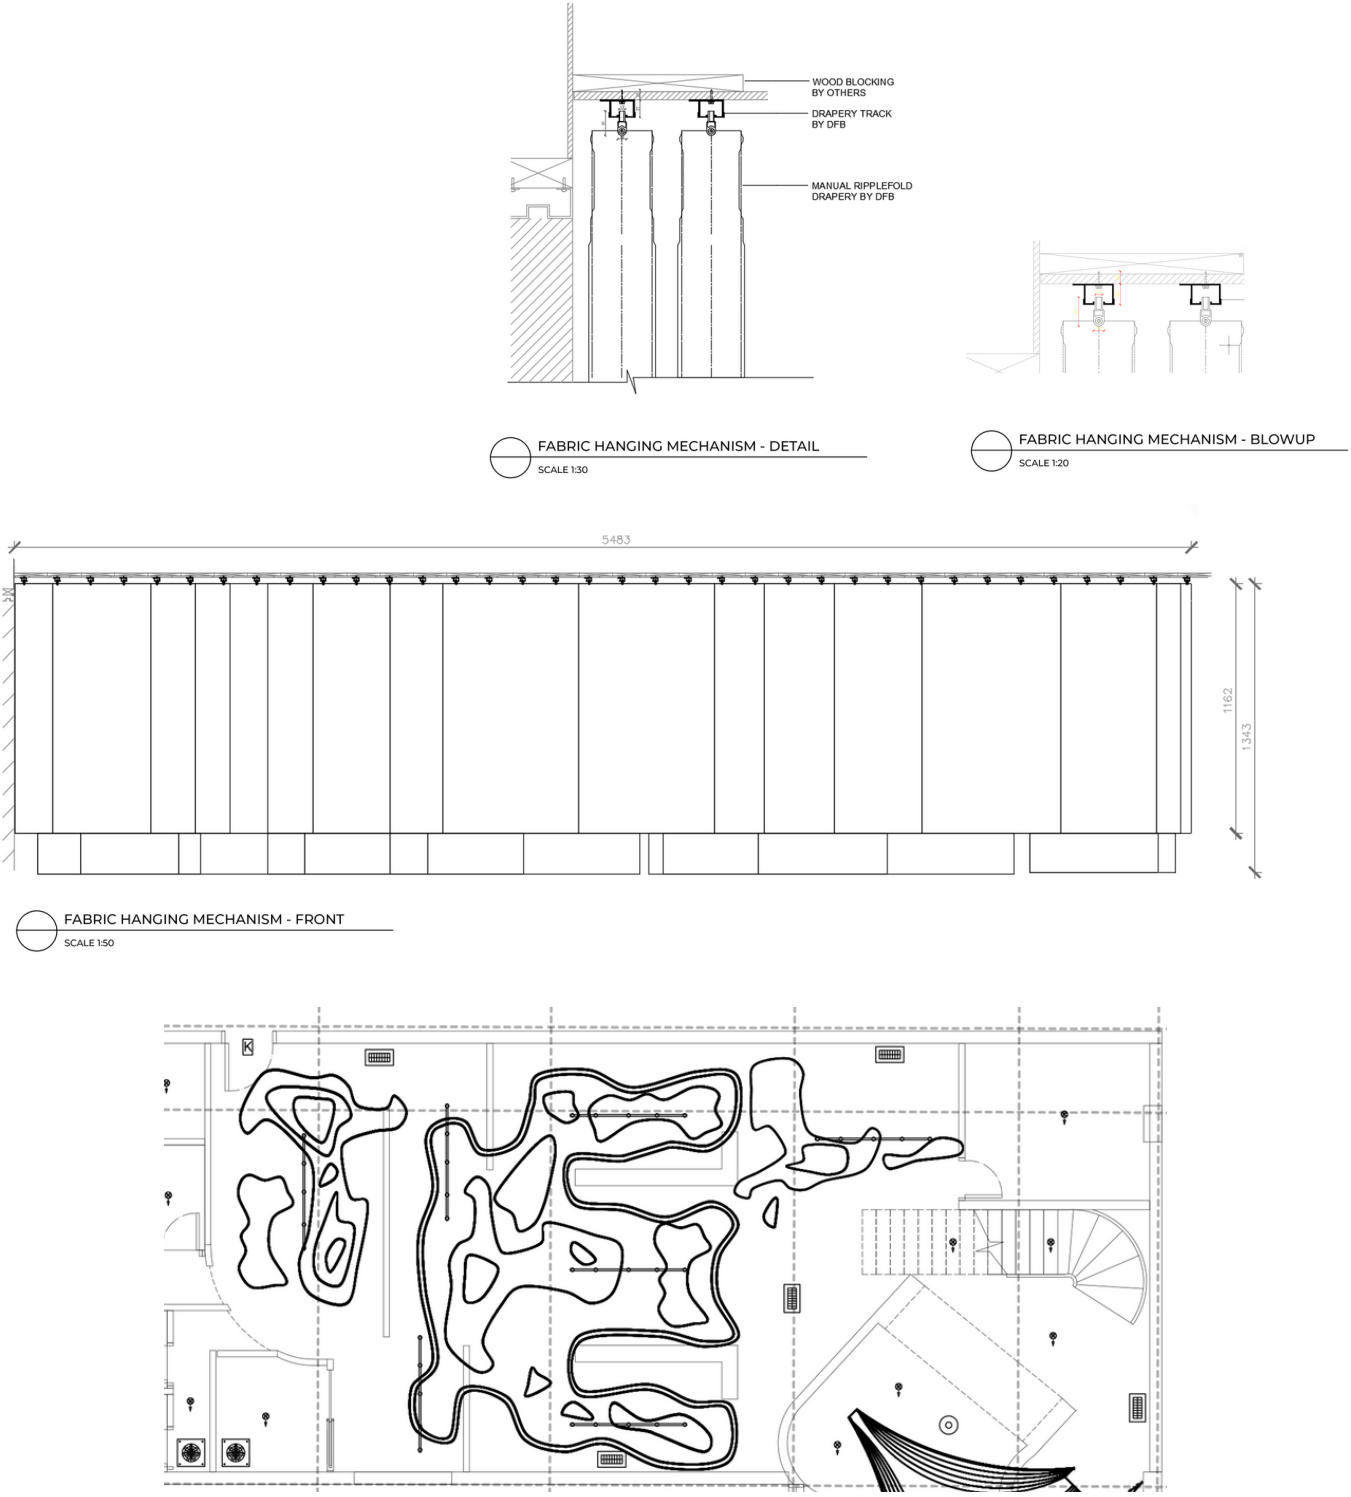 WOOD BLOCKING
BY OTHERS
DRAPERY TRACK
BY DFB
MANUAL RIPPLEFOLD
DRAPERY BY DFB
FABRIC HANGING MECHANISM - DETAIL
SCALE 1:30
FABRIC HANGING MECHANISM - BLOWUP
SCALE 1:20
5483
1162
1343
FABRIC HANGING MECHANISM - FRONT
SCALE 1:50
K